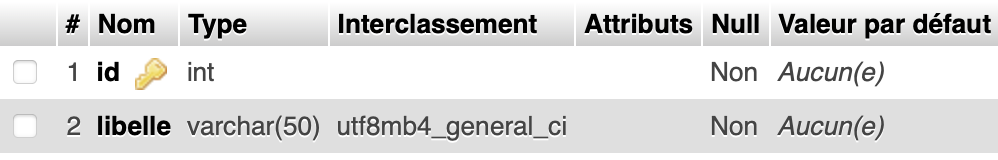 # Nom Type Interclassement Attributs Null Valeur par défaut
1 id int Non Aucun(e)
2 libelle varchar(50) utf8mb4_general_ci Non Aucun(e)